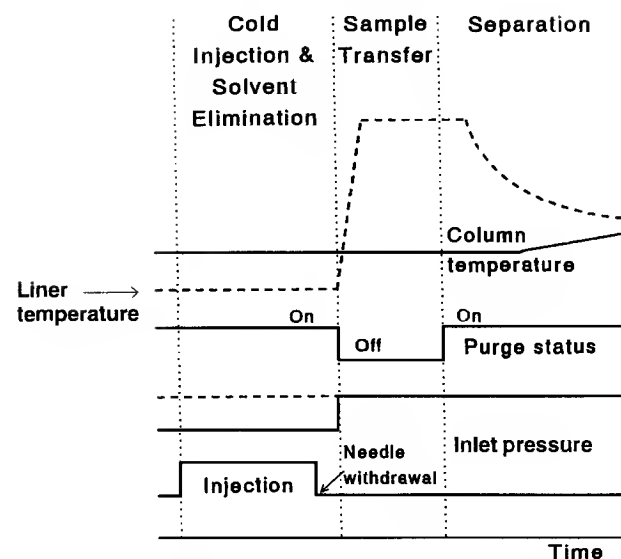 Cold
Injection &
Solvent
Elimination
Sample
Transfer
Separation
Column
temperature
Liner
temperature
On
Off
On
Purge status
Inlet pressure
Needle
withdrawal
Injection
Time